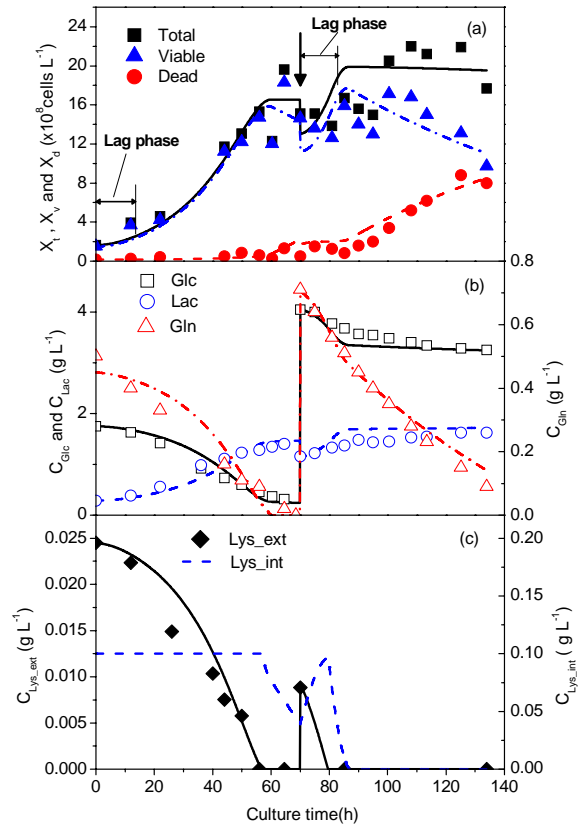 Total
Viable
Dead
(a)
Lag phase
Lag phase
24
20
16
12
8
4
0
X_t , X_v and X_d (x10^8cells L^-1)
Glc
Lac
Gln
(b)
4
2
0
C_Glc and C_Lac (g L^-1)
0.8
0.6
0.4
0.2
0.0
C_Gln (g L^-1)
Lys_ext
Lys_int
(c)
0.025
0.020
0.015
0.010
0.005
0.000
C_Lys_ext ( g L^-1)
0.20
0.15
0.10
0.05
0.00
C_Lys_int ( g L^-1)
0 20 40 60 80 100 120 140
Culture time(h)